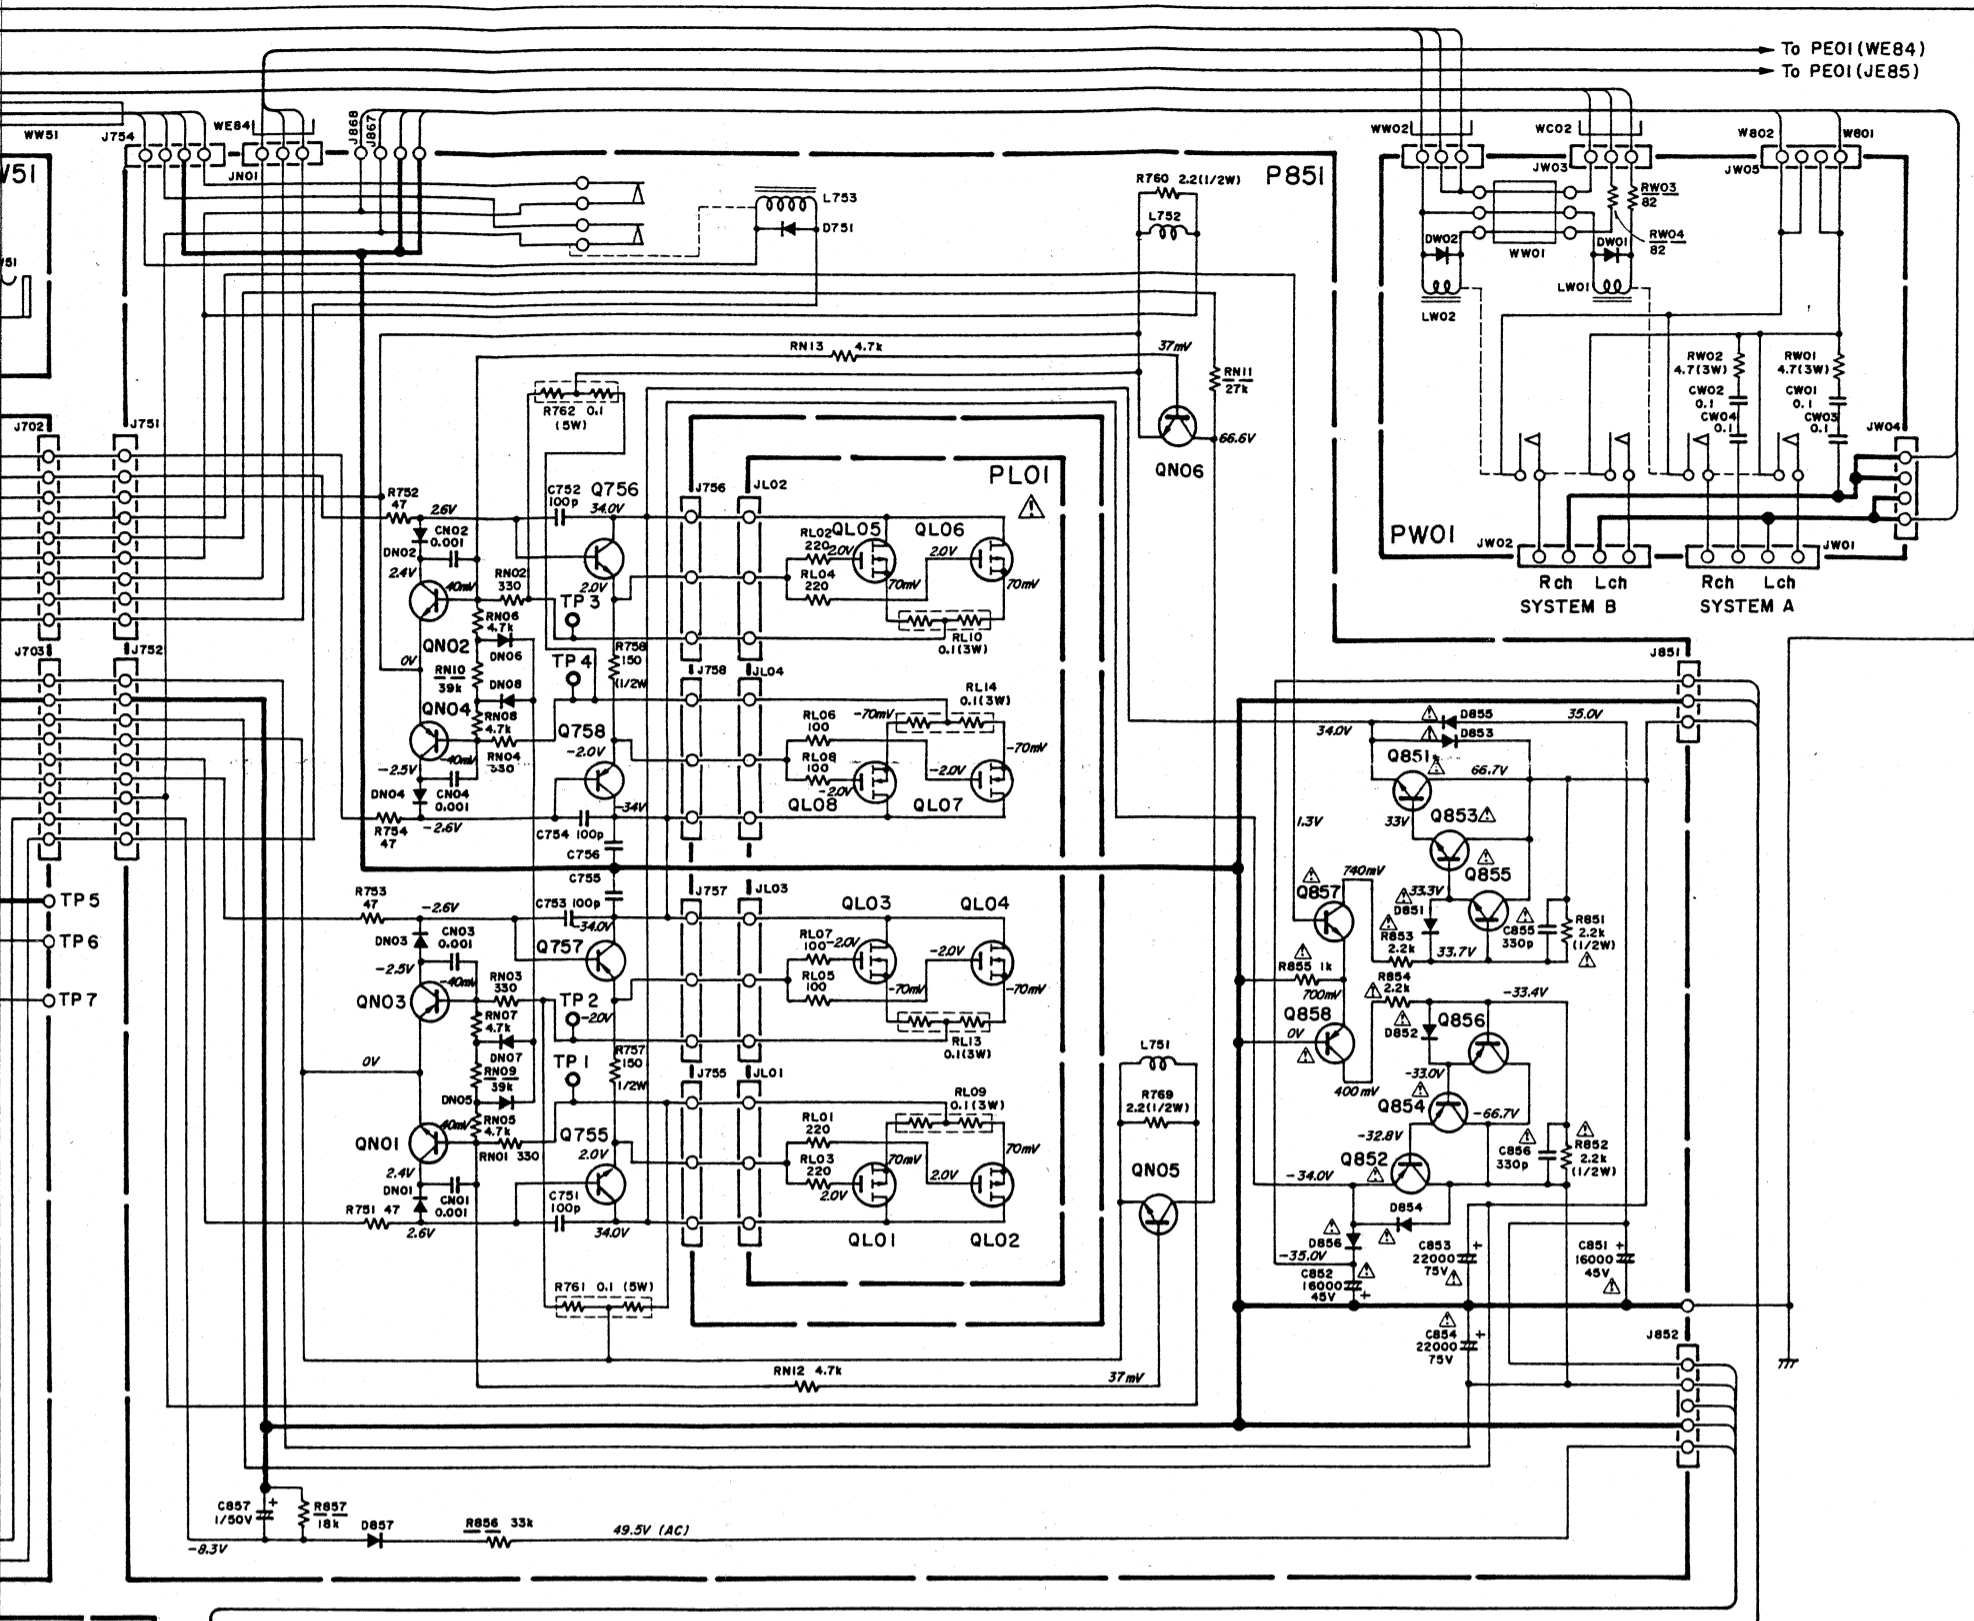 To PE01(WE84)
To PE01(JE85)
WW51
J754
WE84
J868
J867
JN01
WW02
WC02
W802
W801
JW03
JW05
V51
P851
R760 2.2(1/2W)
L752
L753
D751
RW03
82
RW04
82
DW02
DW01
WW01
LW01
LW02
RN13 4.7k
37mV
RN11
27k
RW02
4.7(3W)
RW01
4.7(3W)
CW02
0.1
CW01
0.1
CW04
0.1
CW03
0.1
R762 0.1
(5W)
66.6V
QN06
J702
J751
JW04
PL01
⚠
PW01
JW02
JW01
Rch Lch
SYSTEM B
Rch Lch
SYSTEM A
R752
47
2.6V
C752
100p
Q756
34.0V
J756
JL02
CN02
0.001
DN02
2.4V
40mV
RN02
330
2.0V
TP3
RL02
220
2.0V
QL05
QL06
2.0V
RL04
220
70mV
70mV
RN06
4.7k
QN02
DN06
R758
150
(1/2W
RL10
0.1(3W)
J703
J752
0V
TP4
J758
JL04
RN10
39k
DN08
QN04
RN08
4.7k
Q758
-2.0V
-40mV
RN04
330
RL14
0.1(3W)
-70mV
RL06
100
-70mV
RL08
100
-2.0V
-2.0V
QL08
QL07
-2.5V
DN04
CN04
0.001
-34V
R754
47
-2.6V
C754 100p
C756
C755
J851
34.0V
D855
35.0V
D853
Q851
⚠
66.7V
33V
Q853⚠
1.3V
740mV
Q855
Q857
33.3V
D851
R853
2.2k
33.7V
C855
330p
R851
2.2k
(1/2W)
R855 1k
700mV
R854
2.2k
-33.4V
Q858
0V
D852
Q856
-33.0V
400mV
Q854
-66.7V
-32.8V
Q852
-34.0V
C856
330p
R852
2.2k
(1/2W)
D854
D856
-35.0V
C852
16000
45V
C853
22000
75V
C851
16000
45V
C854
22000
75V
J852
TP5
TP6
TP7
R753
47
-2.6V
C753 100p
-34.0V
J757
JL03
QL03
QL04
DN03
CN03
0.001
-2.5V
Q757
-40mV
RN03
330
RL07
100
-2.0V
-2.0V
QN03
RL05
100
-70mV
-70mV
TP2
-2.0V
RN07
4.7k
DN07
RL13
0.1(3W)
0V
RN09
39k
TP1
R757
150
1/2W
J755
JL01
L751
R769
2.2(1/2W)
DN05
RL09
0.1(3W)
40mV
RN05
4.7k
QN01
RN01 330
Q755
2.0V
RL01
220
RL03
220
2.0V
70mV
2.0V
70mV
QN05
2.4V
DN01
CN01
0.001
C751
100p
R751 47
2.6V
34.0V
QL01
QL02
R761 0.1 (5W)
RN12 4.7k
37mV
C857
1/50V
R857
18k
D857
R856 33k
49.5V (AC)
-8.3V